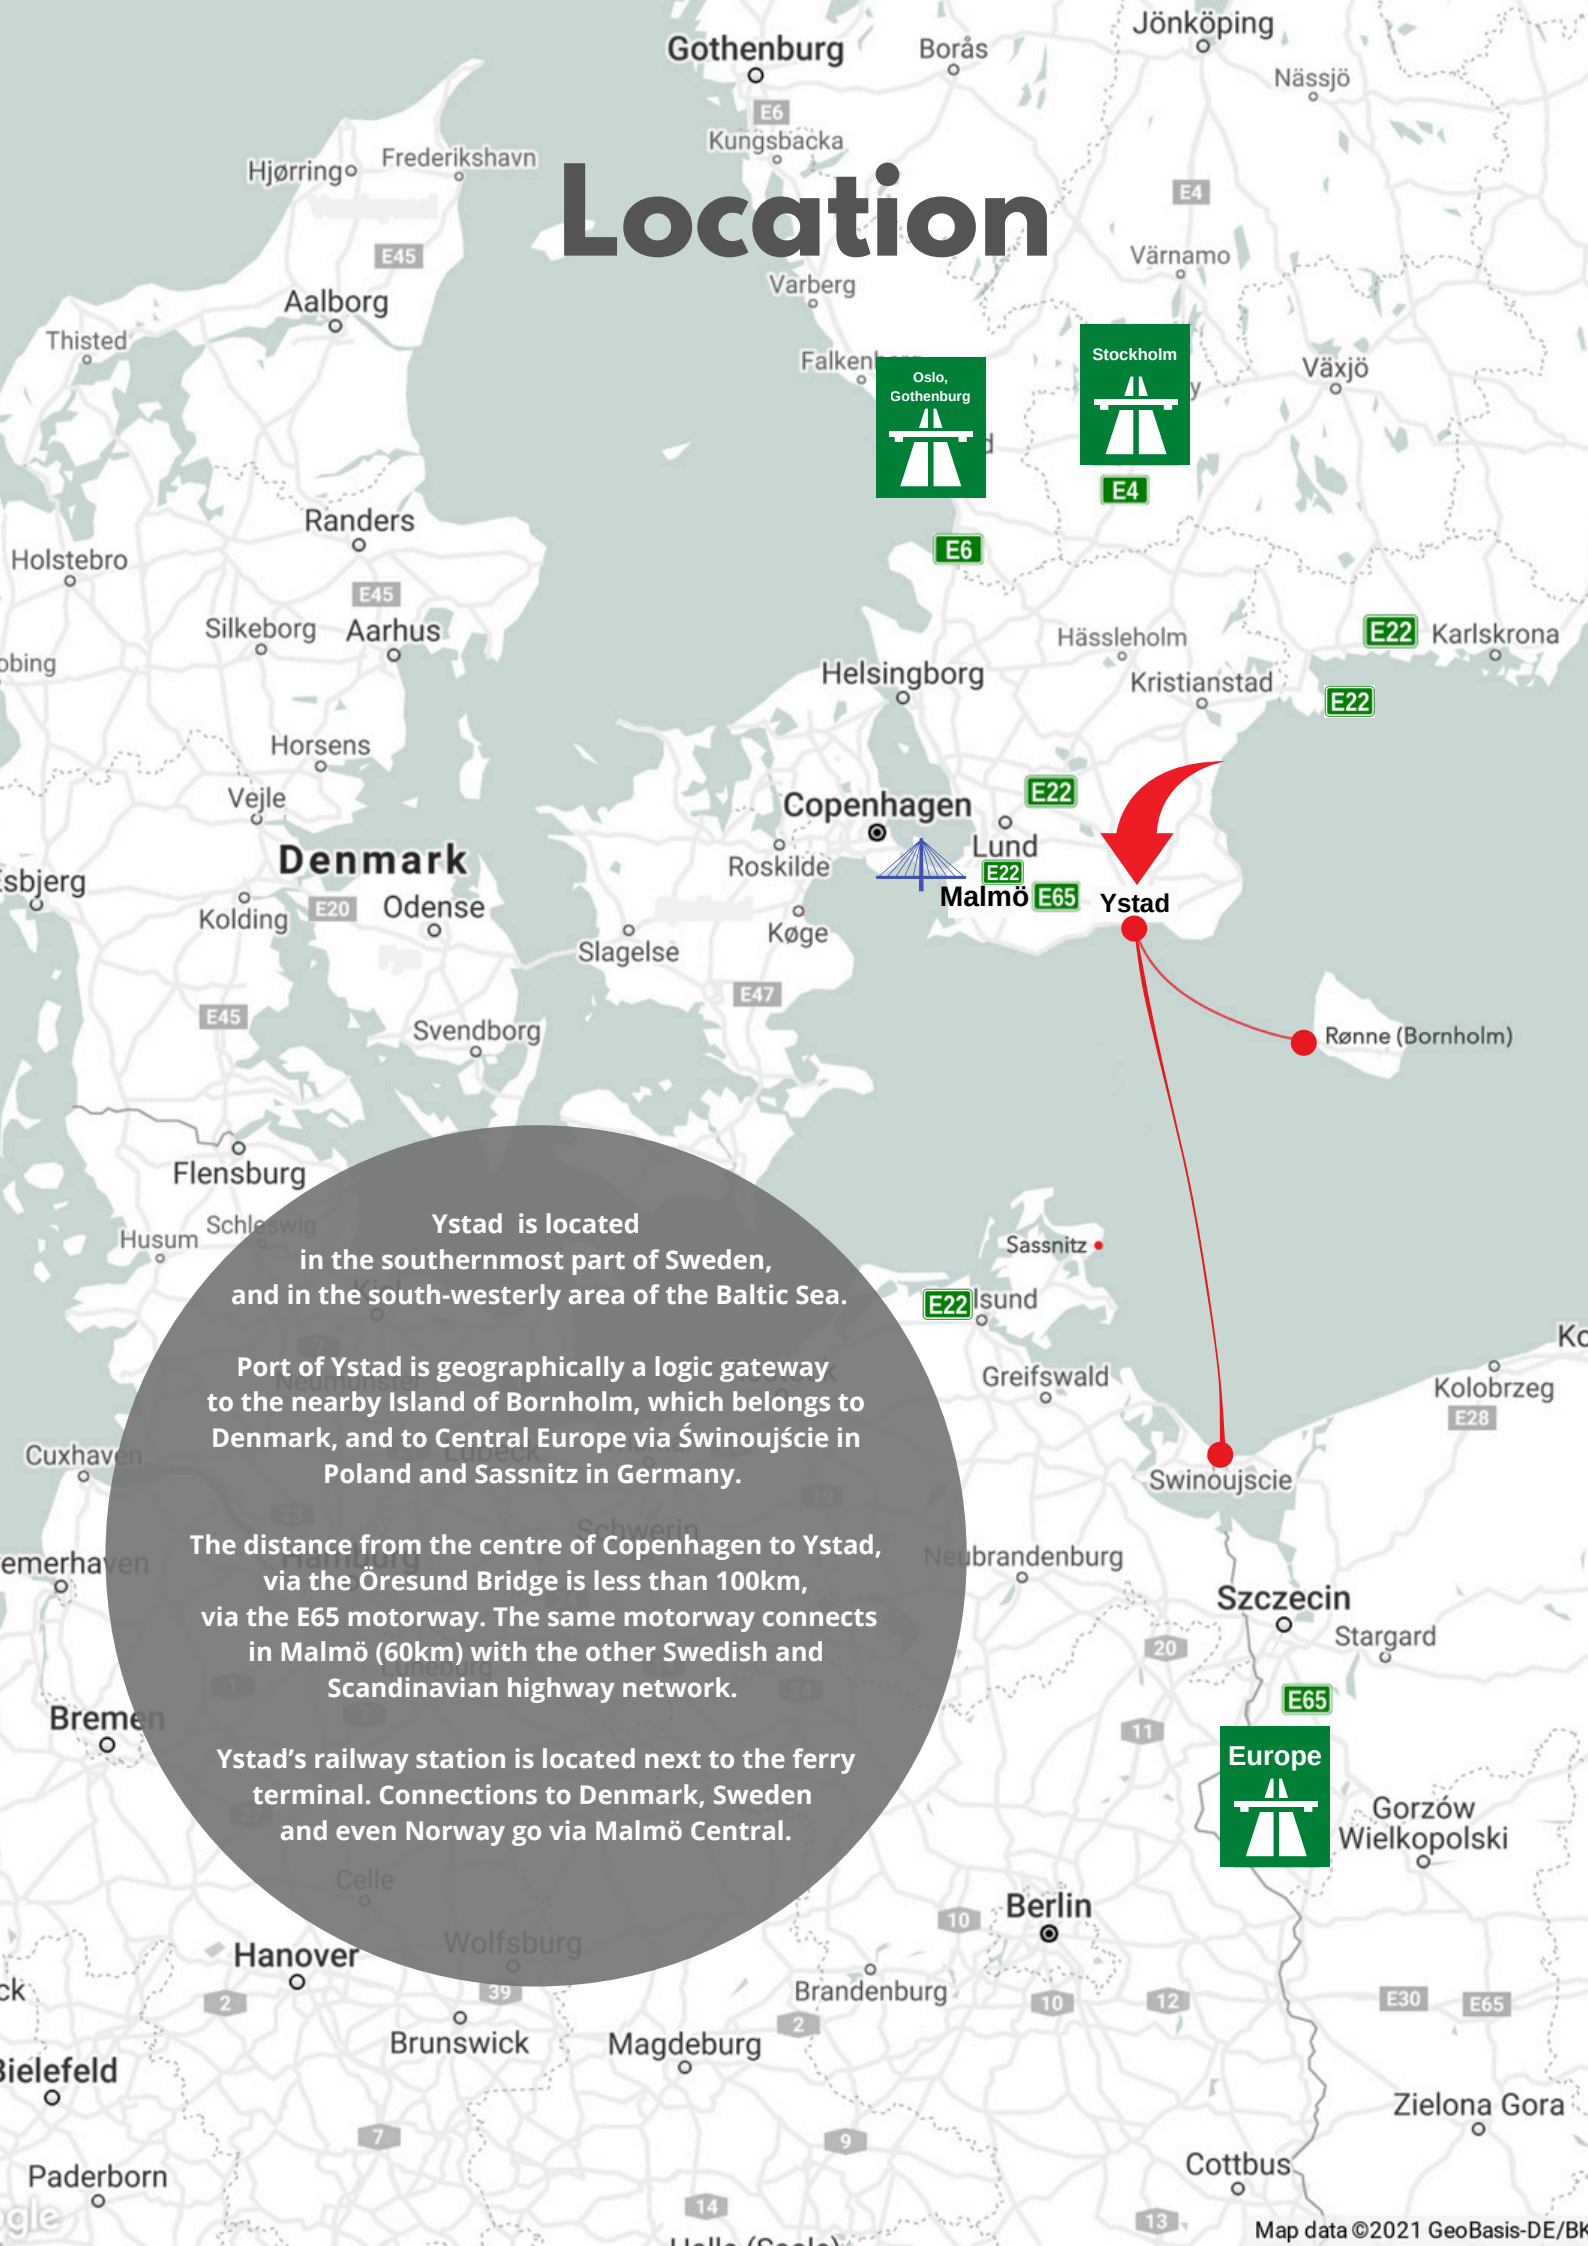 Jönköping
Gothenburg
Borås
Nässjö
E6
Kungsbacka
Hjørring
Frederikshavn
Location
E4
E45
Värnamo
Varberg
Aalborg
Thisted
Stockholm
Växjö
Oslo,
Gothenburg
E4
Randers
E6
Holstebro
E45
Silkeborg
Aarhus
E22
Karlskrona
Hässleholm
Helsingborg
Kristianstad
E22
Horsens
E22
Vejle
Copenhagen
Lund
Denmark
Roskilde
E22
Malmö
E65
Ystad
Kolding
E20
Odense
Køge
Slagelse
E47
E45
Svendborg
Rønne (Bornholm)
Flensburg
Husum
Schleswig
Ystad is located
in the southernmost part of Sweden,
and in the south-westerly area of the Baltic Sea.
Port of Ystad is geographically a logic gateway
to the nearby Island of Bornholm, which belongs to
Denmark, and to Central Europe via Świnoujście in
Poland and Sassnitz in Germany.
The distance from the centre of Copenhagen to Ystad,
via the Öresund Bridge is less than 100km,
via the E65 motorway. The same motorway connects
in Malmö (60km) with the other Swedish and
Scandinavian highway network.
Ystad’s railway station is located next to the ferry
terminal. Connections to Denmark, Sweden
and even Norway go via Malmö Central.
Sassnitz
E22
lsund
Greifswald
Kolobrzeg
E28
Cuxhaven
Swinoujscie
Schwerin
Hamburg
Neubrandenburg
Szczecin
Stargard
20
Lüneburg
E65
Bremen
11
Europe
Gorzów
Wielkopolski
Celle
Berlin
10
Wolfsburg
Hanover
39
Brandenburg
2
10
12
E30
E65
2
Brunswick
Magdeburg
Zielona Gora
7
9
Paderborn
Cottbus
14
13
Map data ©2021 GeoBasis-DE/BK